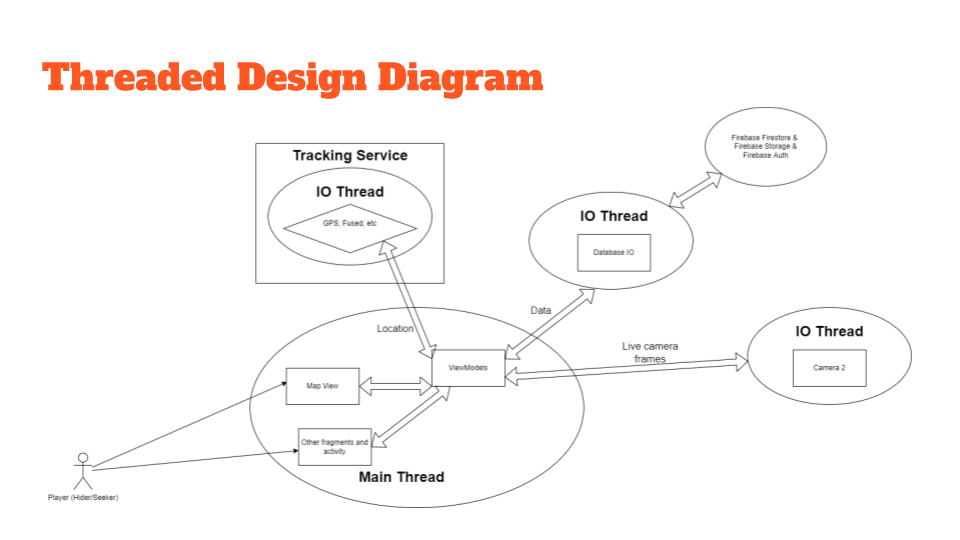 Threaded Design Diagram
Firebase Firestore &
Firebase Storage &
Firebase Auth
Tracking Service
IO Thread
GPS, Fused, etc
IO Thread
Database IO
Data
Location
Live camera
frames
IO Thread
Camera 2
ViewModels
Map View
Other fragments and
activity
Main Thread
Player (Hider/Seeker)